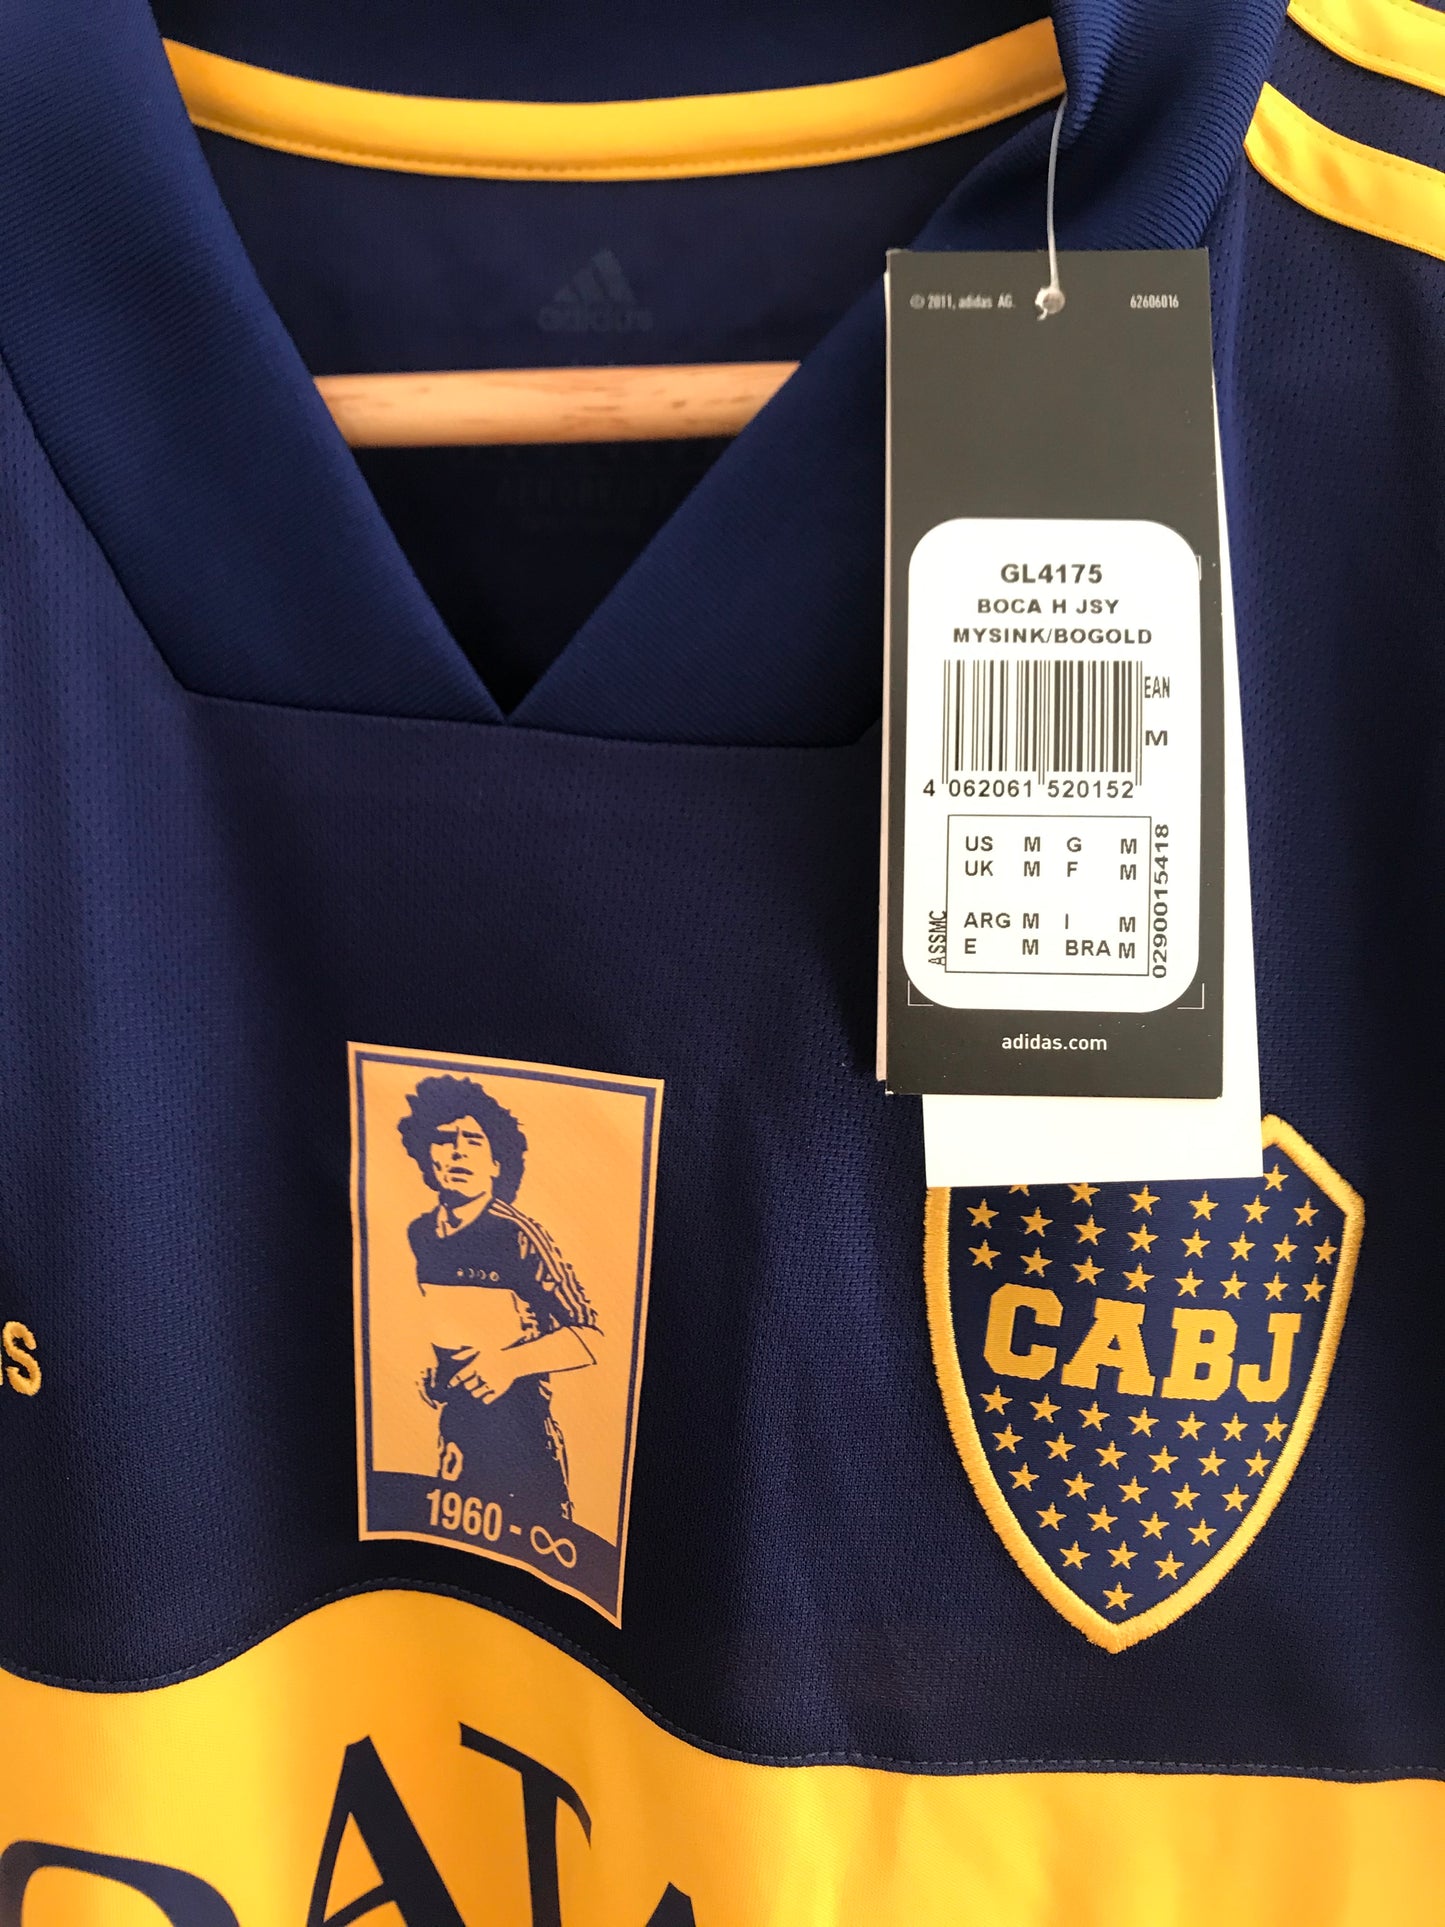 © 2011, adidas AG.
62606016
adidas
GL4175
BOCA H JSY
MYSINK/BOGOLD
EAN
M
4 062061 520152
US M G M
UK M F M
ARG M I M
E M BRA M
ASSMC
0290015418
adidas.com
1960 - ∞
CABJ